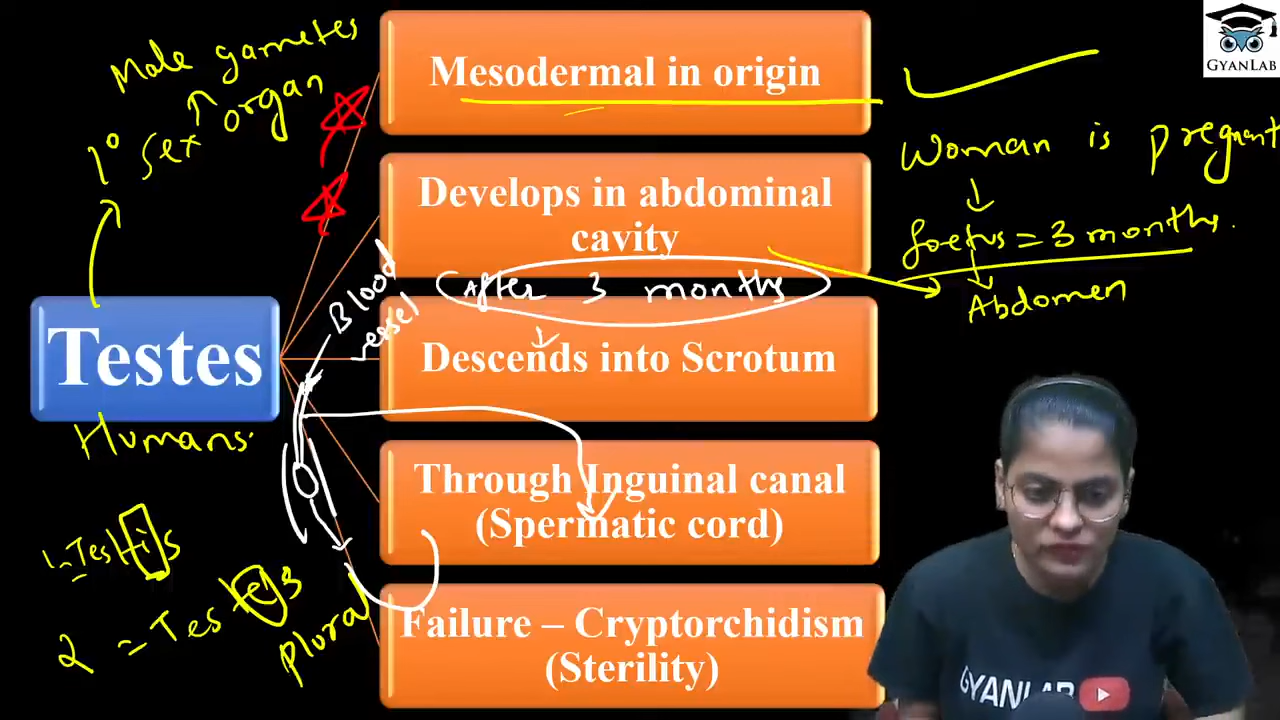 GYANLAB
Male gametes
1° sex organ
Mesodermal in origin
Woman is pregnant
foetus = 3 months.
Abdomen
Develops in abdominal
cavity
(After 3 months)
Blood
vessel
Testes
Humans.
Descends into Scrotum
Through Inguinal canal
(Spermatic cord)
1 = Testis
2 = Testes
plural
Failure – Cryptorchidism
(Sterility)
GYANLAB